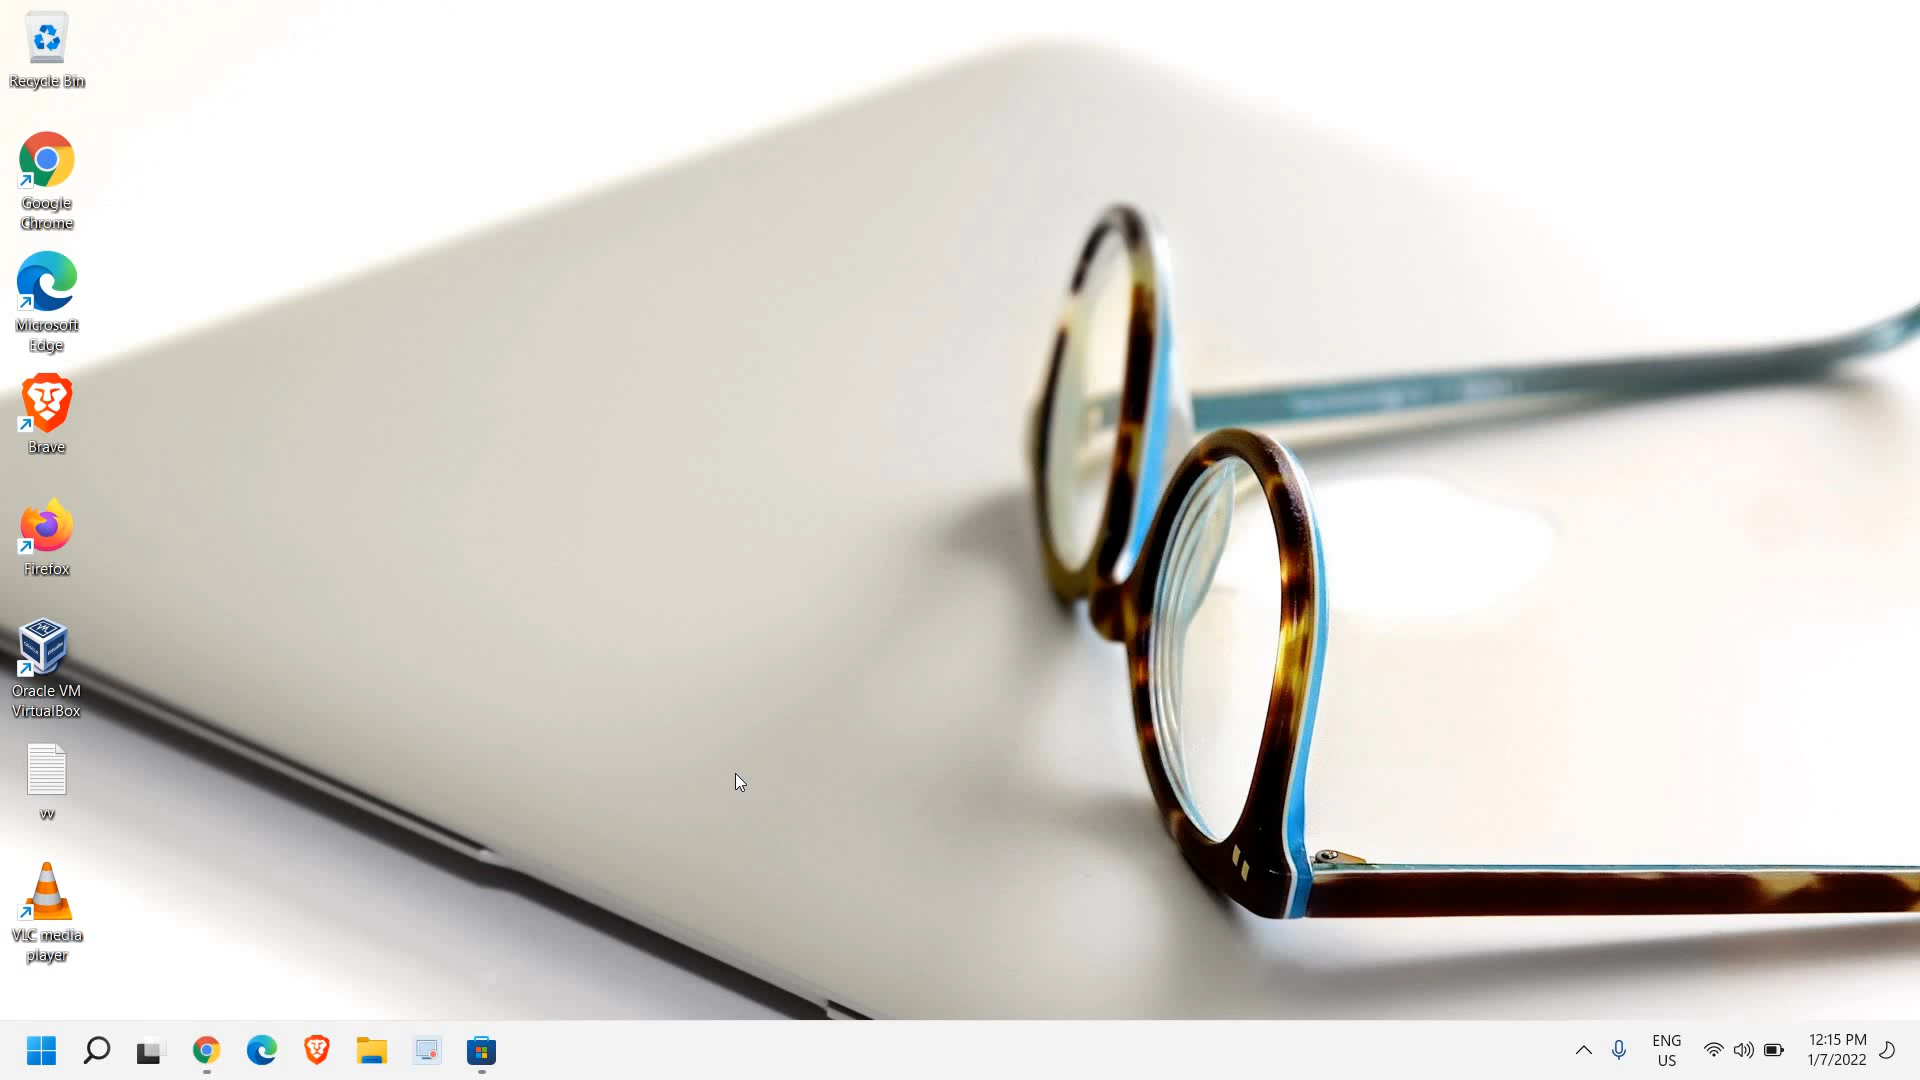 Recycle Bin
Google
Chrome
Microsoft
Edge
Brave
Firefox
Oracle VM
VirtualBox
vv
VLC media
player
ENG
US
12:15 PM
1/7/2022